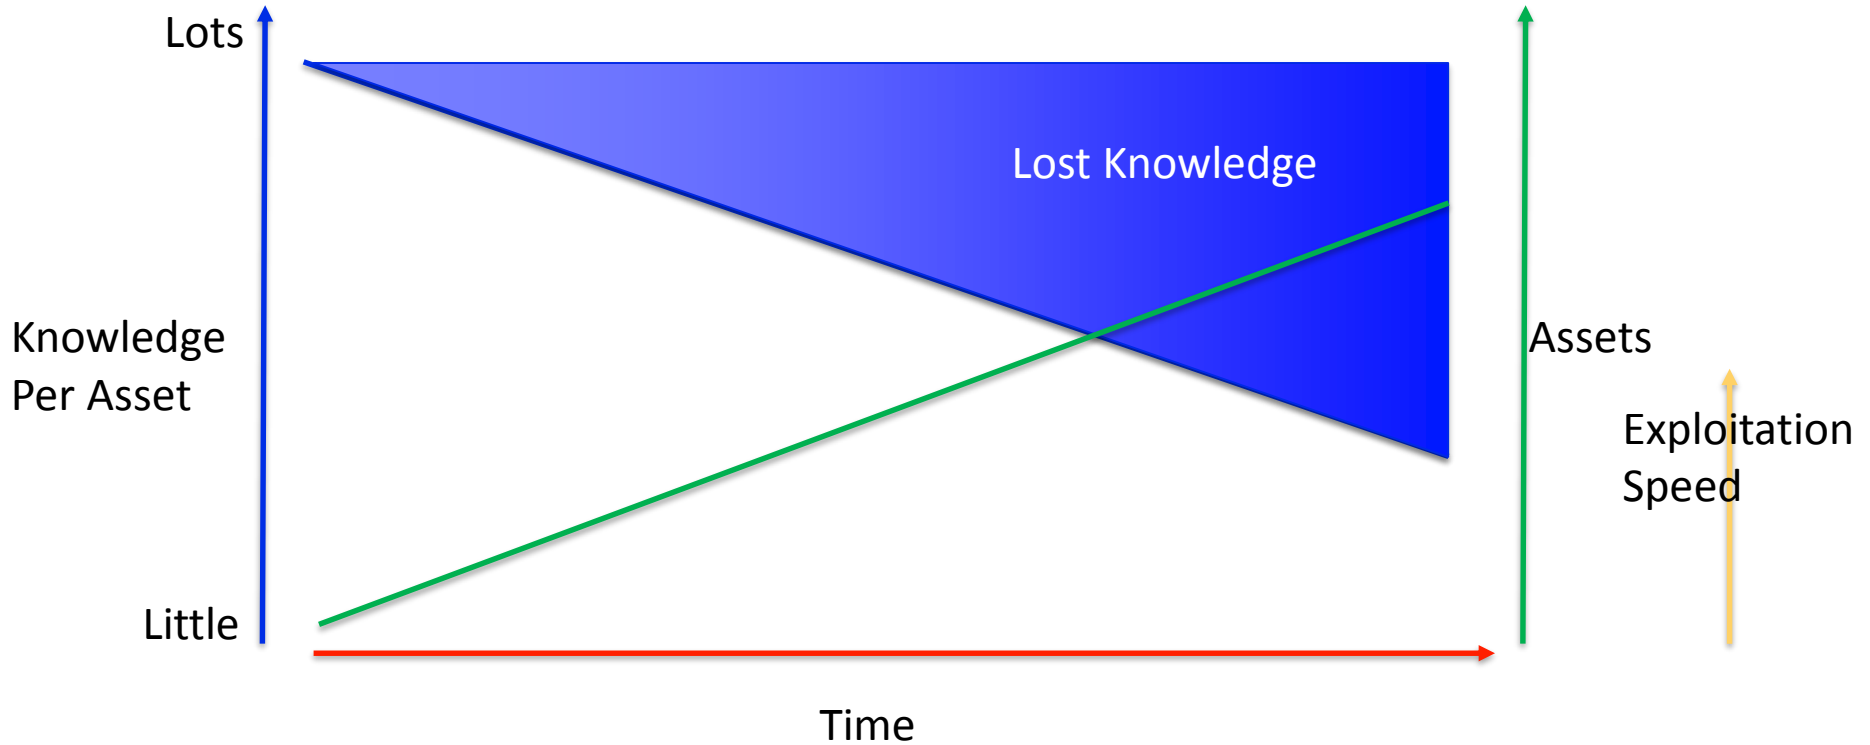 Lots
Lost Knowledge
Knowledge
Per Asset
Assets
Exploitation
Speed
Little
Time